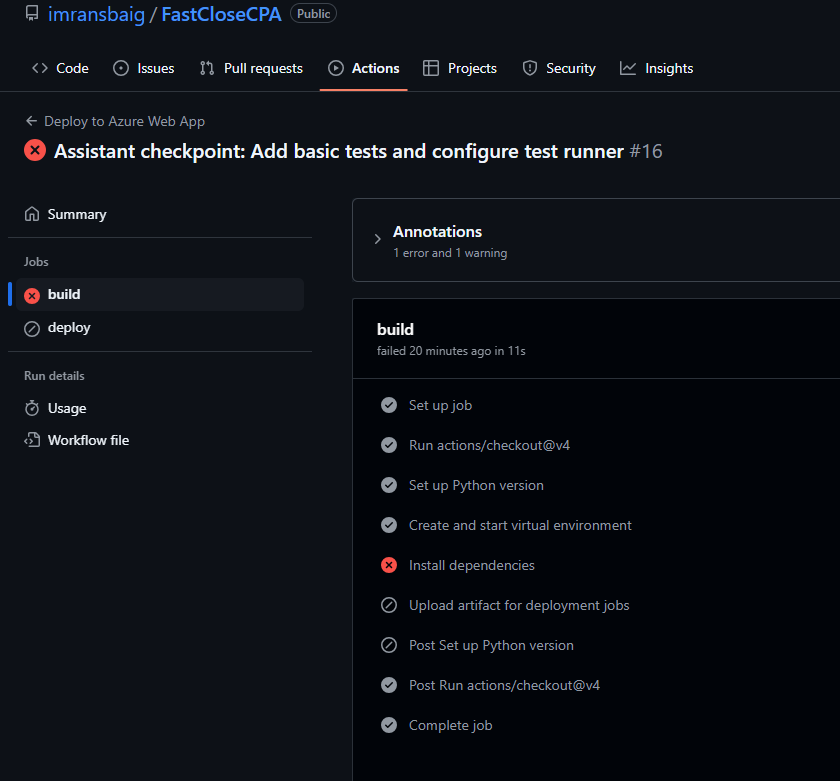 imransbaig / FastCloseCPA Public
Code Issues Pull requests Actions Projects Security Insights
Deploy to Azure Web App
Assistant checkpoint: Add basic tests and configure test runner #16
Summary
Jobs
build
deploy
Run details
Usage
Workflow file
Annotations
1 error and 1 warning
build
failed 20 minutes ago in 11s
Set up job
Run actions/checkout@v4
Set up Python version
Create and start virtual environment
Install dependencies
Upload artifact for deployment jobs
Post Set up Python version
Post Run actions/checkout@v4
Complete job